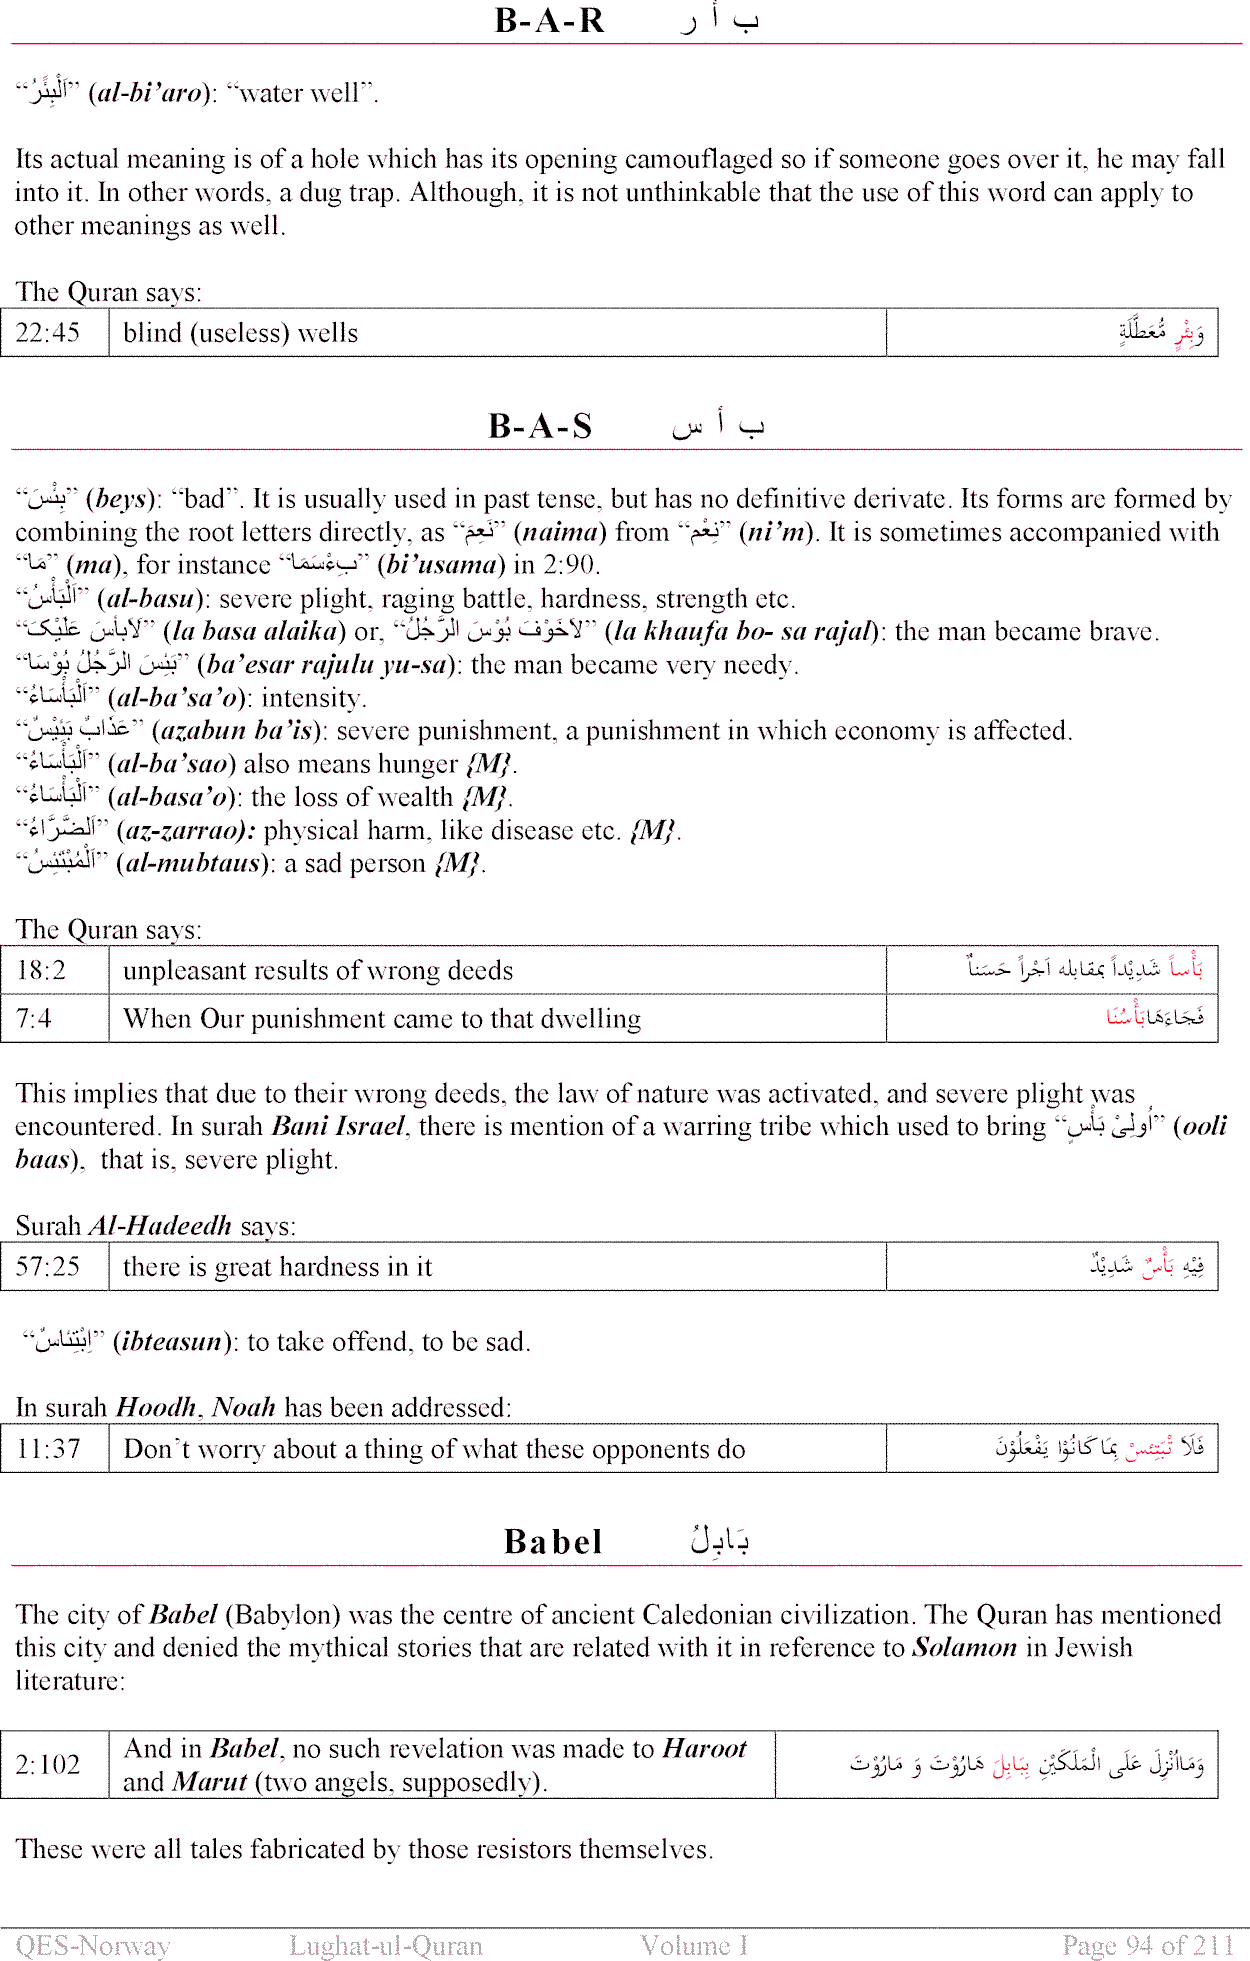 B-A-R ب أ ر
“اَلْبِئْرُ” (al-bi’aro): “water well”.
Its actual meaning is of a hole which has its opening camouflaged so if someone goes over it, he may fall
into it. In other words, a dug trap. Although, it is not unthinkable that the use of this word can apply to
other meanings as well.
The Quran says:
22:45 blind (useless) wells وَبِئْرٍ مُّعَطَّلَةٍ
B-A-S ب أ س
“بِئْسَ” (beys): “bad”. It is usually used in past tense, but has no definitive derivate. Its forms are formed by
combining the root letters directly, as “نَعِمَ” (naima) from “نِعْم” (ni’m). It is sometimes accompanied with
“مَا” (ma), for instance “بِءْسَمَا” (bi’usama) in 2:90.
“اَلْبَأْسُ” (al-basu): severe plight, raging battle, hardness, strength etc.
“لَابأسَ عَلَيْکَ” (la basa alaika) or, “لَاخَوْفَ بُوْسَ الرَّجُلُ” (la khaufa bo- sa rajal): the man became brave.
“بَئِسَ الرَّجُلُ بُوْسًا” (ba’esar rajulu yu-sa): the man became very needy.
“اَلْبَأْسَاءُ” (al-ba’sa’o): intensity.
“عَذَابٌ بَئِيْسٌ” (azabun ba’is): severe punishment, a punishment in which economy is affected.
“اَلْبَأْسَاءُ” (al-ba’sao) also means hunger {M}.
“اَلْبَأْسَاءُ” (al-basa’o): the loss of wealth {M}.
“اَلضَّرَّاءُ” (az-zarrao): physical harm, like disease etc. {M}.
“اَلْمُبْتَئِسُ” (al-mubtaus): a sad person {M}.
The Quran says:
18:2 unpleasant results of wrong deeds بَأْساً شَدِيْداً بمقابله اَجْراً حَسَناً
7:4 When Our punishment came to that dwelling فَجَاءَهَابَأْسُنَا
This implies that due to their wrong deeds, the law of nature was activated, and severe plight was
encountered. In surah Bani Israel, there is mention of a warring tribe which used to bring “اُولِىْ بَأْسٍ” (ooli
baas), that is, severe plight.
Surah Al-Hadeedh says:
57:25 there is great hardness in it فِيْهِ بَأْسٌ شَدِيْدٌ
“اِبْتِئاسٌ” (ibteasun): to take offend, to be sad.
In surah Hoodh, Noah has been addressed:
11:37 Don’t worry about a thing of what these opponents do فَلَا تْبَتِئسْ بِمَا كَانُوْا يَفْعَلُوْنَ
Babel بَابِلُ
The city of Babel (Babylon) was the centre of ancient Caledonian civilization. The Quran has mentioned
this city and denied the mythical stories that are related with it in reference to Solamon in Jewish
literature:
2:102 And in Babel, no such revelation was made to Haroot
and Marut (two angels, supposedly). وَمَااُنْزِلَ عَلَى الْمَلَكَيْنِ بِبَابِلَ هَارُوْتَ وَ مَارُوْتَ
These were all tales fabricated by those resistors themselves.
QES-Norway Lughat-ul-Quran Volume I Page 94 of 211